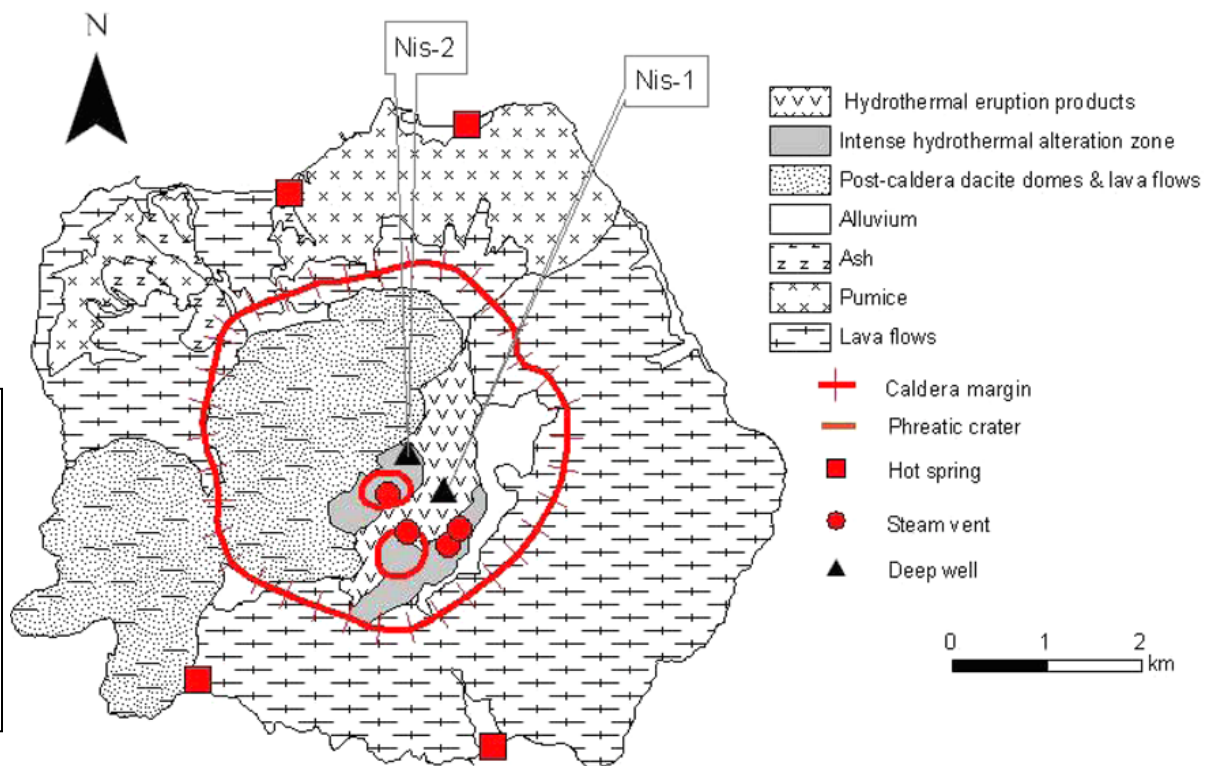 N
Nis-2
Nis-1
Hydrothermal eruption products
Intense hydrothermal alteration zone
Post-caldera dacite domes & lava flows
Alluvium
Ash
Pumice
Lava flows
Caldera margin
Phreatic crater
Hot spring
Steam vent
Deep well
0 1 2
km